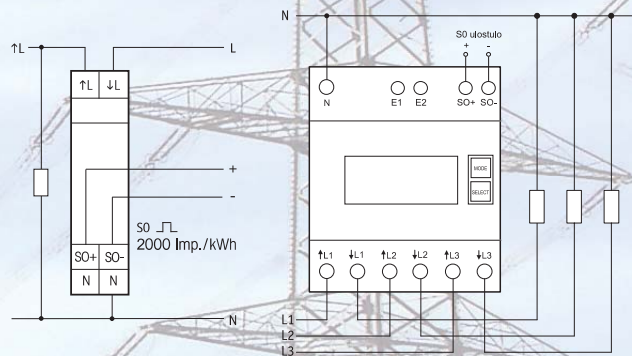 ↑L
L
↑L ↓L
+
-
S0
2000 Imp./kWh
SO+ SO-
N N
N
N
S0 ulostulo
+ -
N E1 E2 SO+ SO-
MODE
SELECT
↑L1 ↓L1 ↑L2 ↓L2 ↑L3 ↓L3
L1
L2
L3